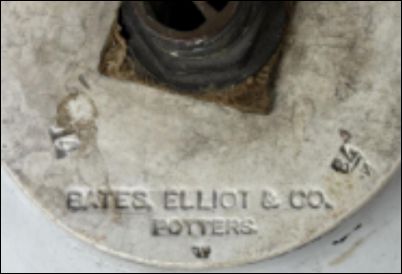 BATES, ELLIOT & CO.
POTTERS.